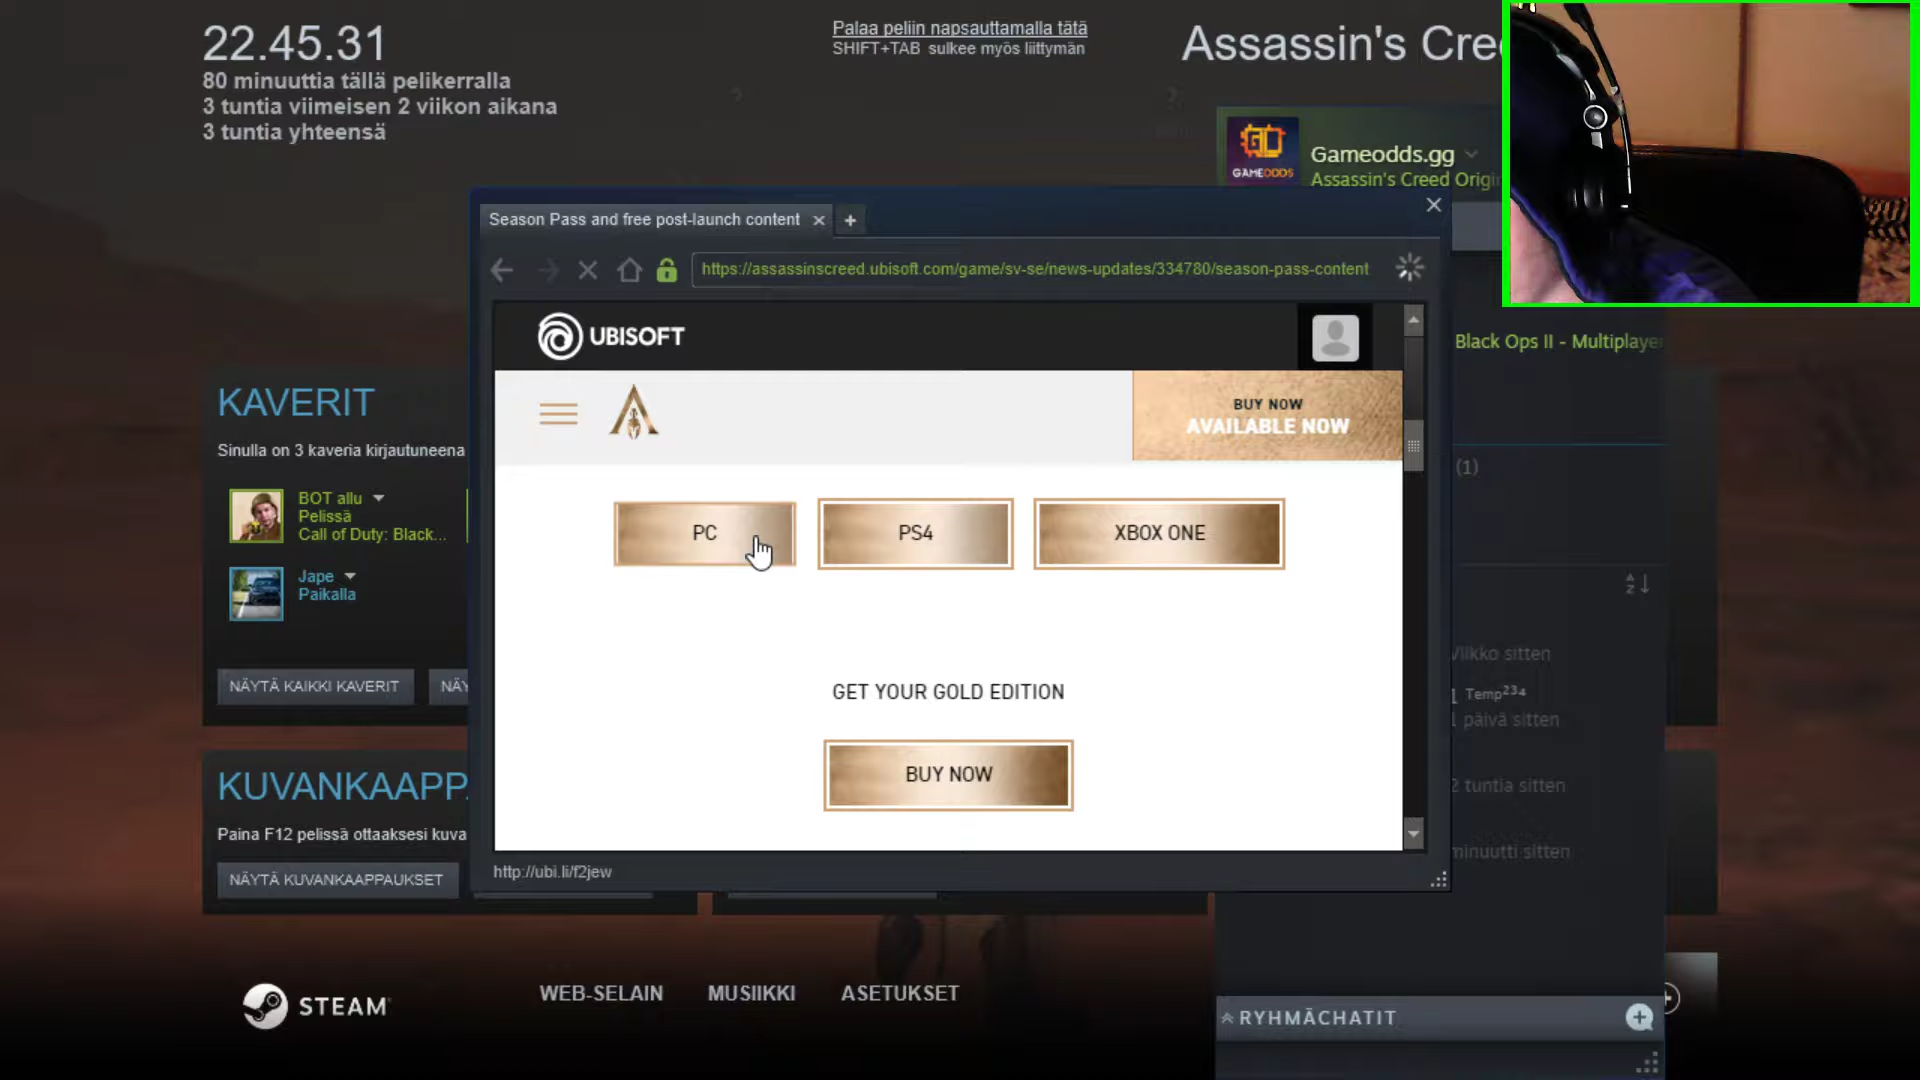 22.45.31
80 minuuttia tällä pelikerralla
3 tuntia viimeisen 2 viikon aikana
3 tuntia yhteensä
Palaa peliin napsauttamalla tätä
SHIFT+TAB sulkee myös liittymän
Assassin's Cre
GAMEODDS
Gameodds.gg
Assassin's Creed Origi
Season Pass and free post-launch content
https://assassinscreed.ubisoft.com/game/sv-se/news-updates/334780/season-pass-content
UBISOFT
BUY NOW
AVAILABLE NOW
PC
PS4
XBOX ONE
GET YOUR GOLD EDITION
BUY NOW
http://ubi.li/f2jew
Black Ops II - Multiplayer
(1)
Viikko sitten
Temp²³⁴
1 päivä sitten
2 tuntia sitten
minuutti sitten
KAVERIT
Sinulla on 3 kaveria kirjautuneena
BOT allu
Pelissä
Call of Duty: Black...
Jape
Paikalla
NÄYTÄ KAIKKI KAVERIT
NÄY
KUVANKAAPP
Paina F12 pelissä ottaaksesi kuva
NÄYTÄ KUVANKAAPPAUKSET
STEAM
WEB-SELAIN
MUSIIKKI
ASETUKSET
RYHMÄCHATIT